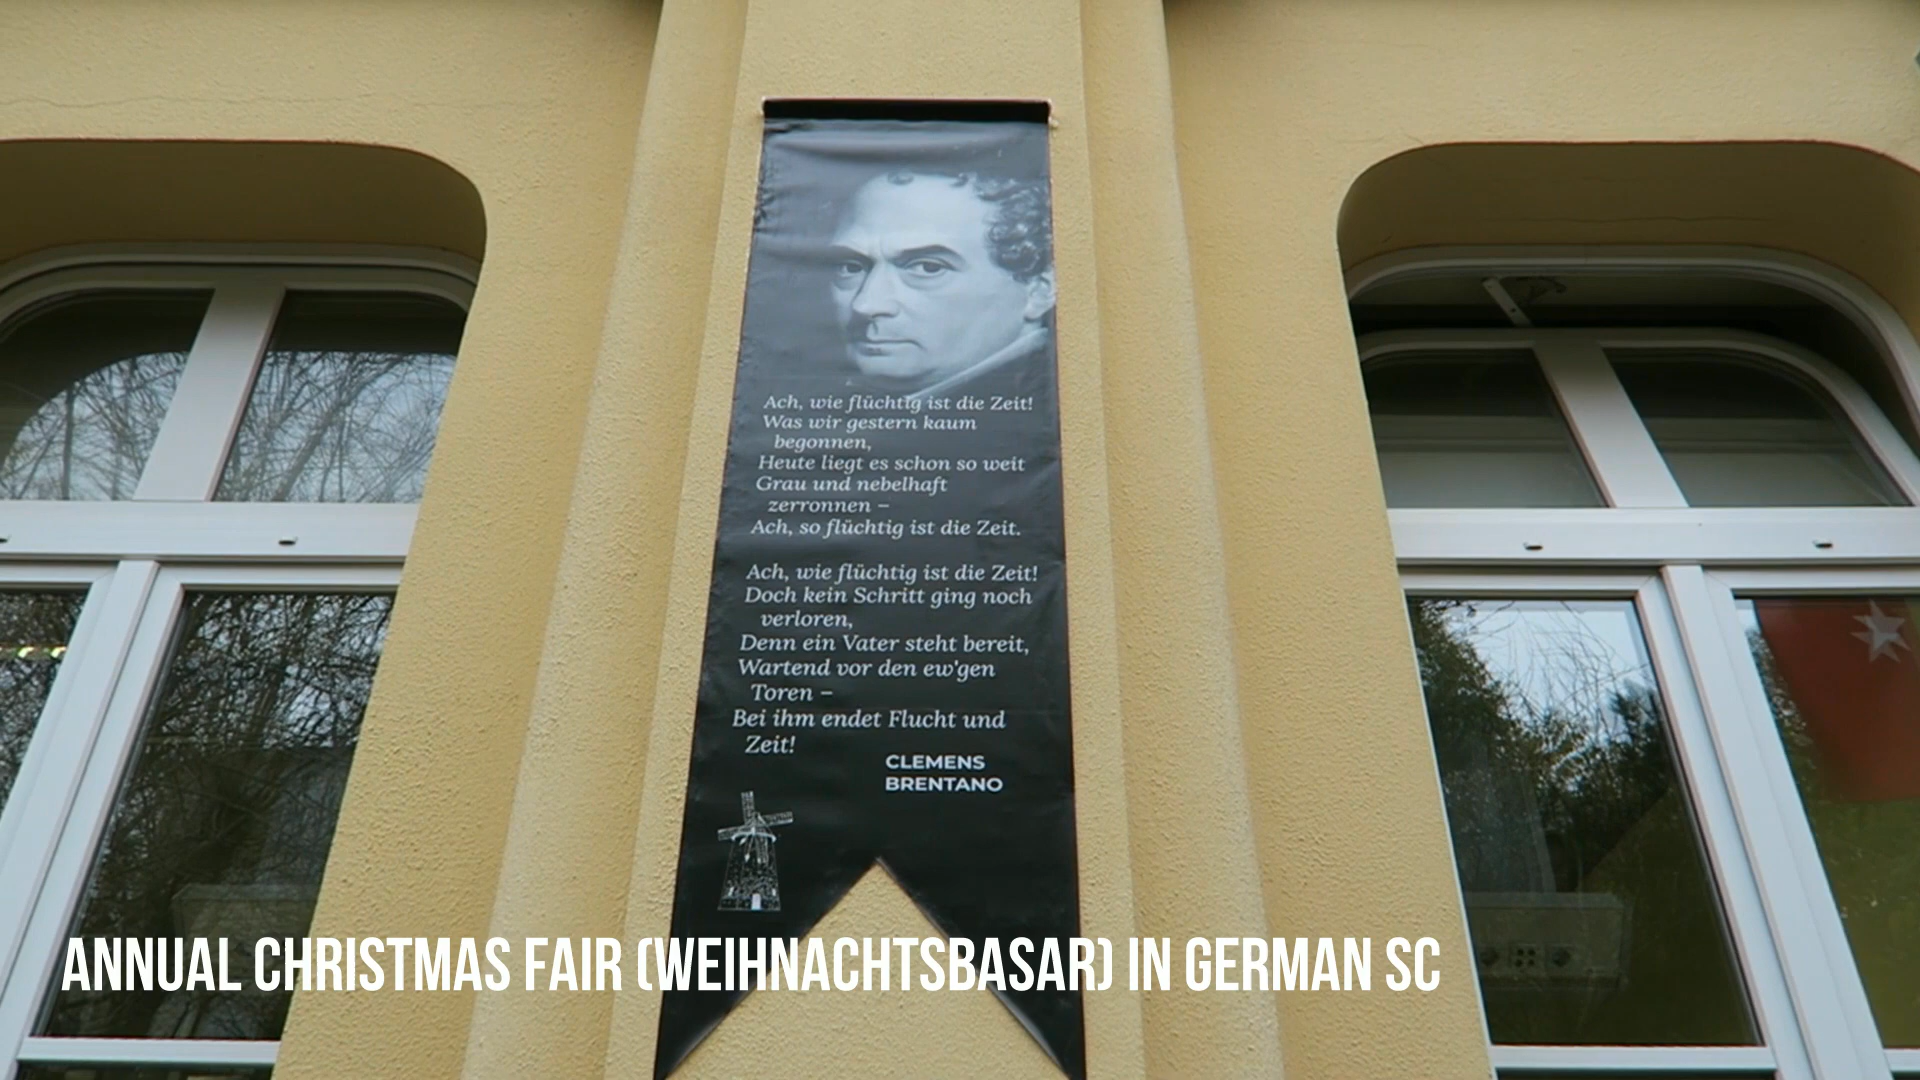 Ach, wie flüchtig ist die Zeit!
Was wir gestern kaum
begonnen,
Heute liegt es schon so weit
Grau und nebelhaft
zerronnen –
Ach, so flüchtig ist die Zeit.
Ach, wie flüchtig ist die Zeit!
Doch kein Schritt ging noch
verloren,
Denn ein Vater steht bereit,
Wartend vor den ew'gen
Toren –
Bei ihm endet Flucht und
Zeit!
CLEMENS
BRENTANO
ANNUAL CHRISTMAS FAIR (WEIHNACHTSBASAR) IN GERMAN SC